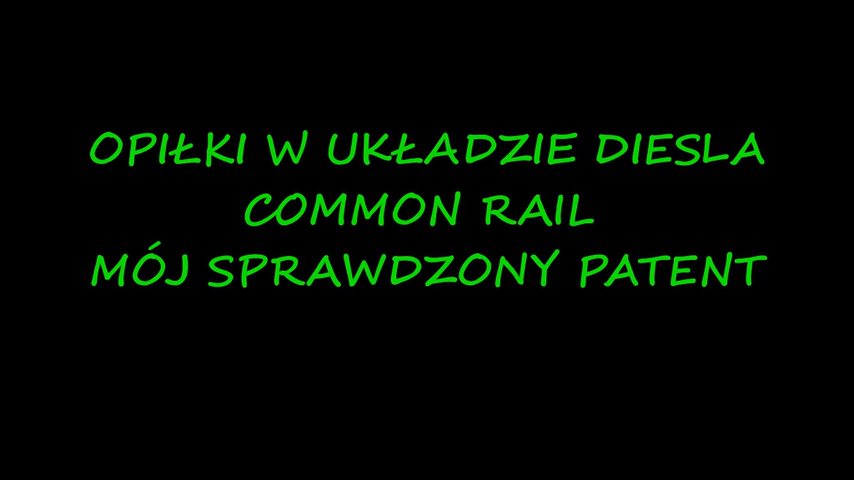 OPIŁKI W UKŁADZIE DIESLA
COMMON RAIL
MÓJ SPRAWDZONY PATENT